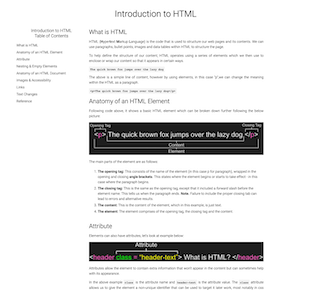 Introduction to HTML
Introduction to HTML
Table of Contents
What is HTML
Anatomy of an HTML Element
Attribute
Nesting & Empty Elements
Anatomy of an HTML Document
Images & Accessibility
Links
Text Changes
Reference
What is HTML
HTML (HyperText Markup Language) is the code that is used to structure our web pages and its contents. We can
use paragraphs, build points, images and data tables within HTML to structure the page.
To help define the structure of our content, HTML operates using a series of elements which we then use to
enclose or wrap our content so that it appears in certain ways.
The quick brown fox jumps over the lazy dog
The above is a simple line of content, however by using elements, in this case 'p' we can change the meaning
within the HTML as a paragraph.
<p>The quick brown fox jumps over the lazy dog</p>
Anatomy of an HTML Element
Following code above, it shows a basic HTML element which can be broken down further following the below
picture.
Opening Tag
Closing Tag
<p> The quick brown fox jumps over the lazy dog. </p>
Content
Element
The main parts of the element are as follows:
1. The opening tag: This consists of the name of the element (in this case p for paragraph), wrapped in the
opening and closing angle brackets. This states where the element begins or starts to take effect - in this
case where the paragraph begins.
2. The closing tag: This is the same as the opening tag, except that it includes a forward slash before the
element name. This tells us when the paragraph ends. Note: Failure to include the proper closing tab can
lead to errors and alternative results.
3. The content: This is the content of the element, which in this example, is just text.
4. The element: The element comprises of the opening tag, the closing tag and the content.
Attribute
Elements can also have attributes, let's look at example below:
Attribute
<header class = "header-text"> What is HTML? </header>
Attributes allow the element to contain extra information that won't appear in the content but can sometimes help
with its appearance.
In the above example, class is the attribute name and header-text is the attribute value. The class attribute
allows us to give the element a non-unique identifier that can be used to target it (also work, most notably in css